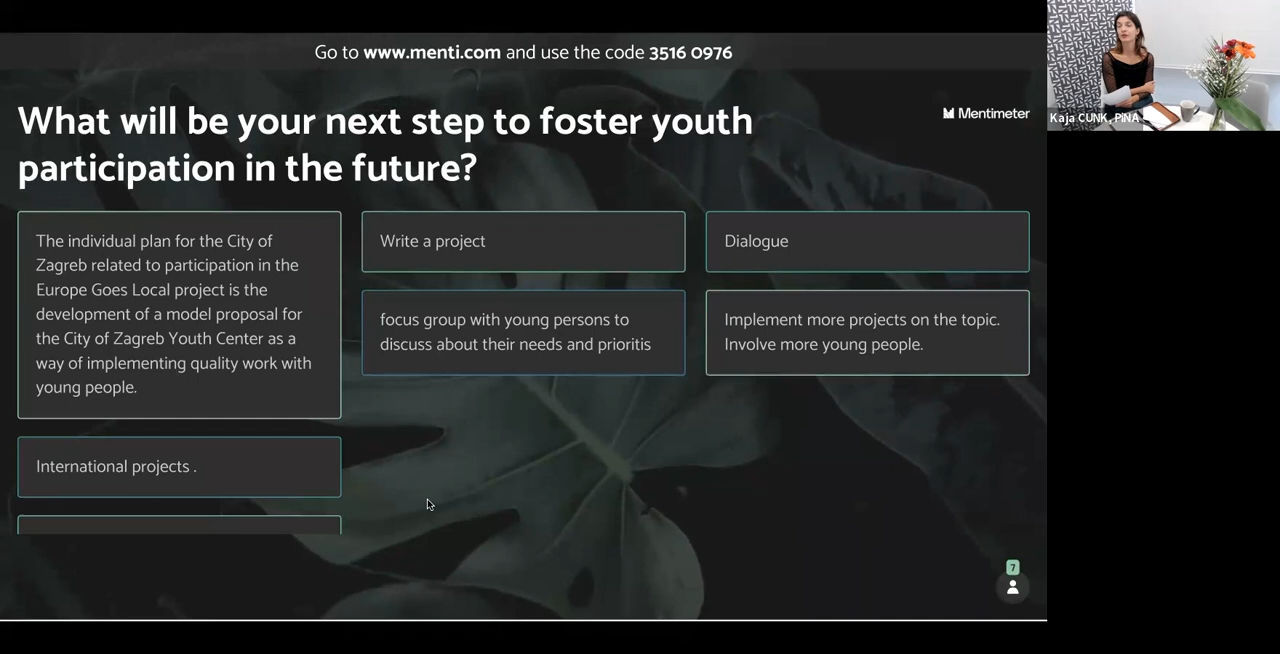 Go to www.menti.com and use the code 3516 0976
What will be your next step to foster youth
participation in the future?
Mentimeter
The individual plan for the City of
Zagreb related to participation in the
Europe Goes Local project is the
development of a model proposal for
the City of Zagreb Youth Center as a
way of implementing quality work with
young people.
International projects .
Write a project
focus group with young persons to
discuss about their needs and prioritis
Dialogue
Implement more projects on the topic.
Involve more young people.
7
Kaja CUNK, PiNA